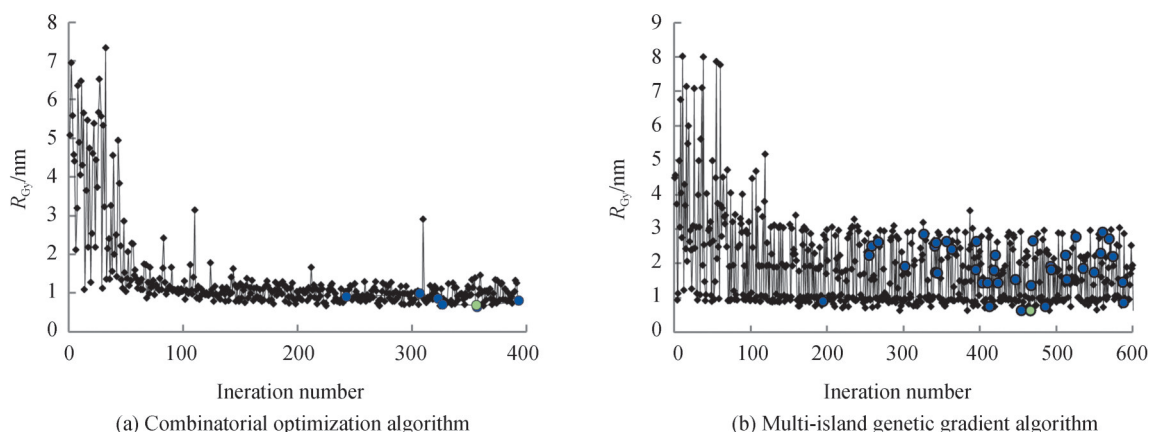 8
7
6
5
4
3
2
1
0
R_Gy/nm
0 100 200 300 400
Ineration number
(a) Combinatorial optimization algorithm
9
8
7
6
5
4
3
2
1
0
R_Gy/nm
0 100 200 300 400 500 600
Ineration number
(b) Multi-island genetic gradient algorithm